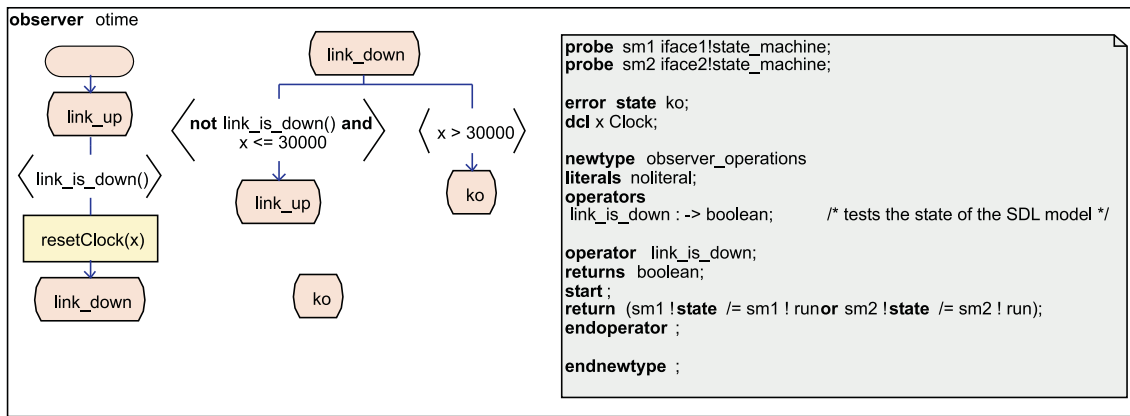 observer otime
link_up
link_is_down()
resetClock(x)
link_down
link_down
not link_is_down() and
x <= 30000
link_up
x > 30000
ko
ko
probe sm1 iface1!state_machine;
probe sm2 iface2!state_machine;
error state ko;
dcl x Clock;
newtype observer_operations
literals noliteral;
operators
link_is_down : -> boolean; /* tests the state of the SDL model */
operator link_is_down;
returns boolean;
start ;
return (sm1 !state /= sm1 ! runor sm2 !state /= sm2 ! run);
endoperator ;
endnewtype ;